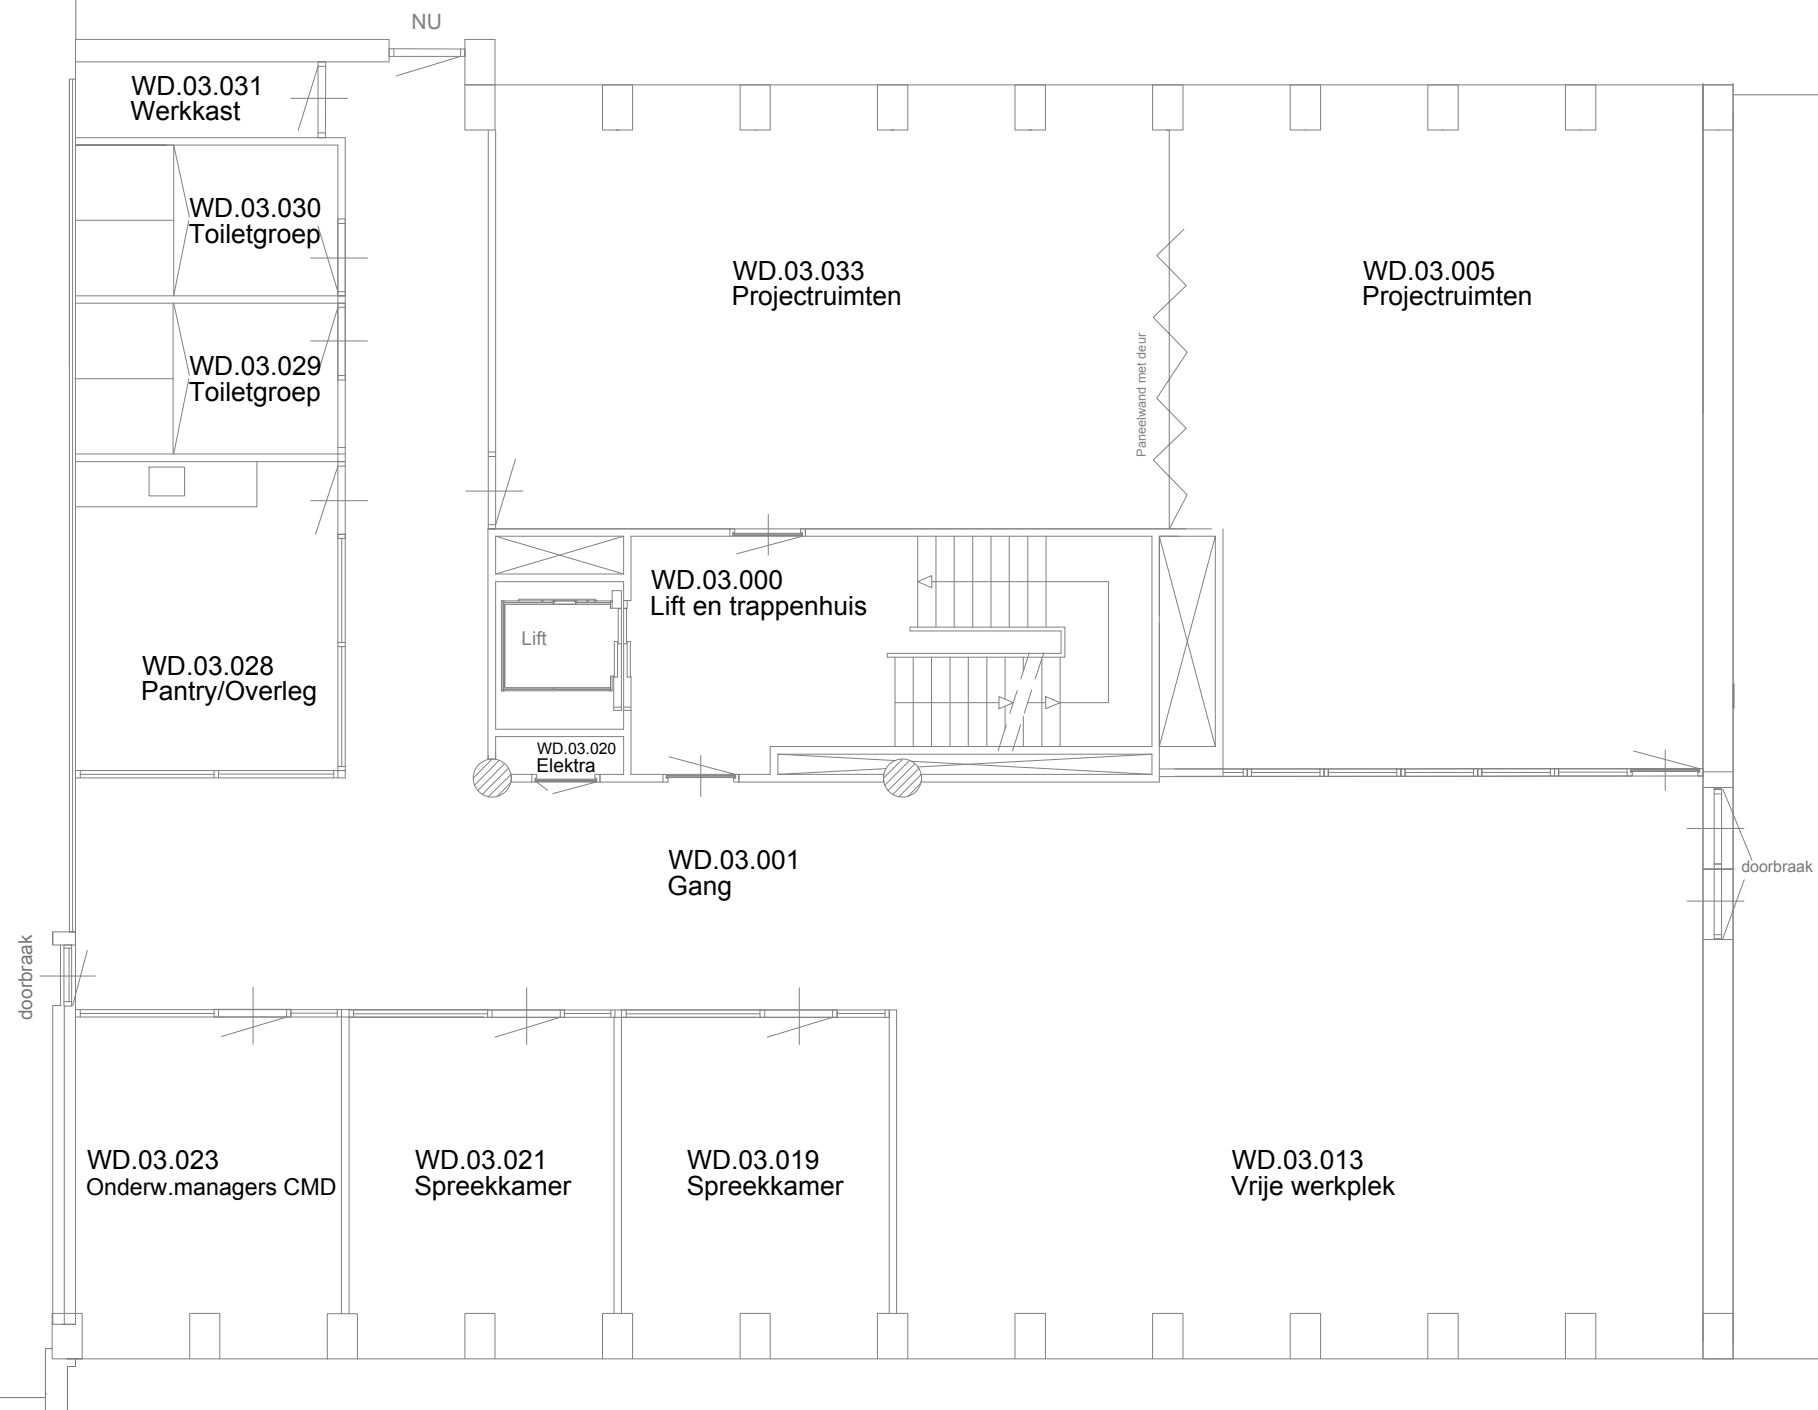 NU
WD.03.031
Werkkast
WD.03.030
Toiletgroep
WD.03.033
Projectruimten
WD.03.005
Projectruimten
Paneelwand met deur
WD.03.029
Toiletgroep
WD.03.000
Lift en trappenhuis
Lift
WD.03.028
Pantry/Overleg
WD.03.020
Elektra
WD.03.001
Gang
doorbraak
doorbraak
WD.03.023
Onderw.managers CMD
WD.03.021
Spreekkamer
WD.03.019
Spreekkamer
WD.03.013
Vrije werkplek